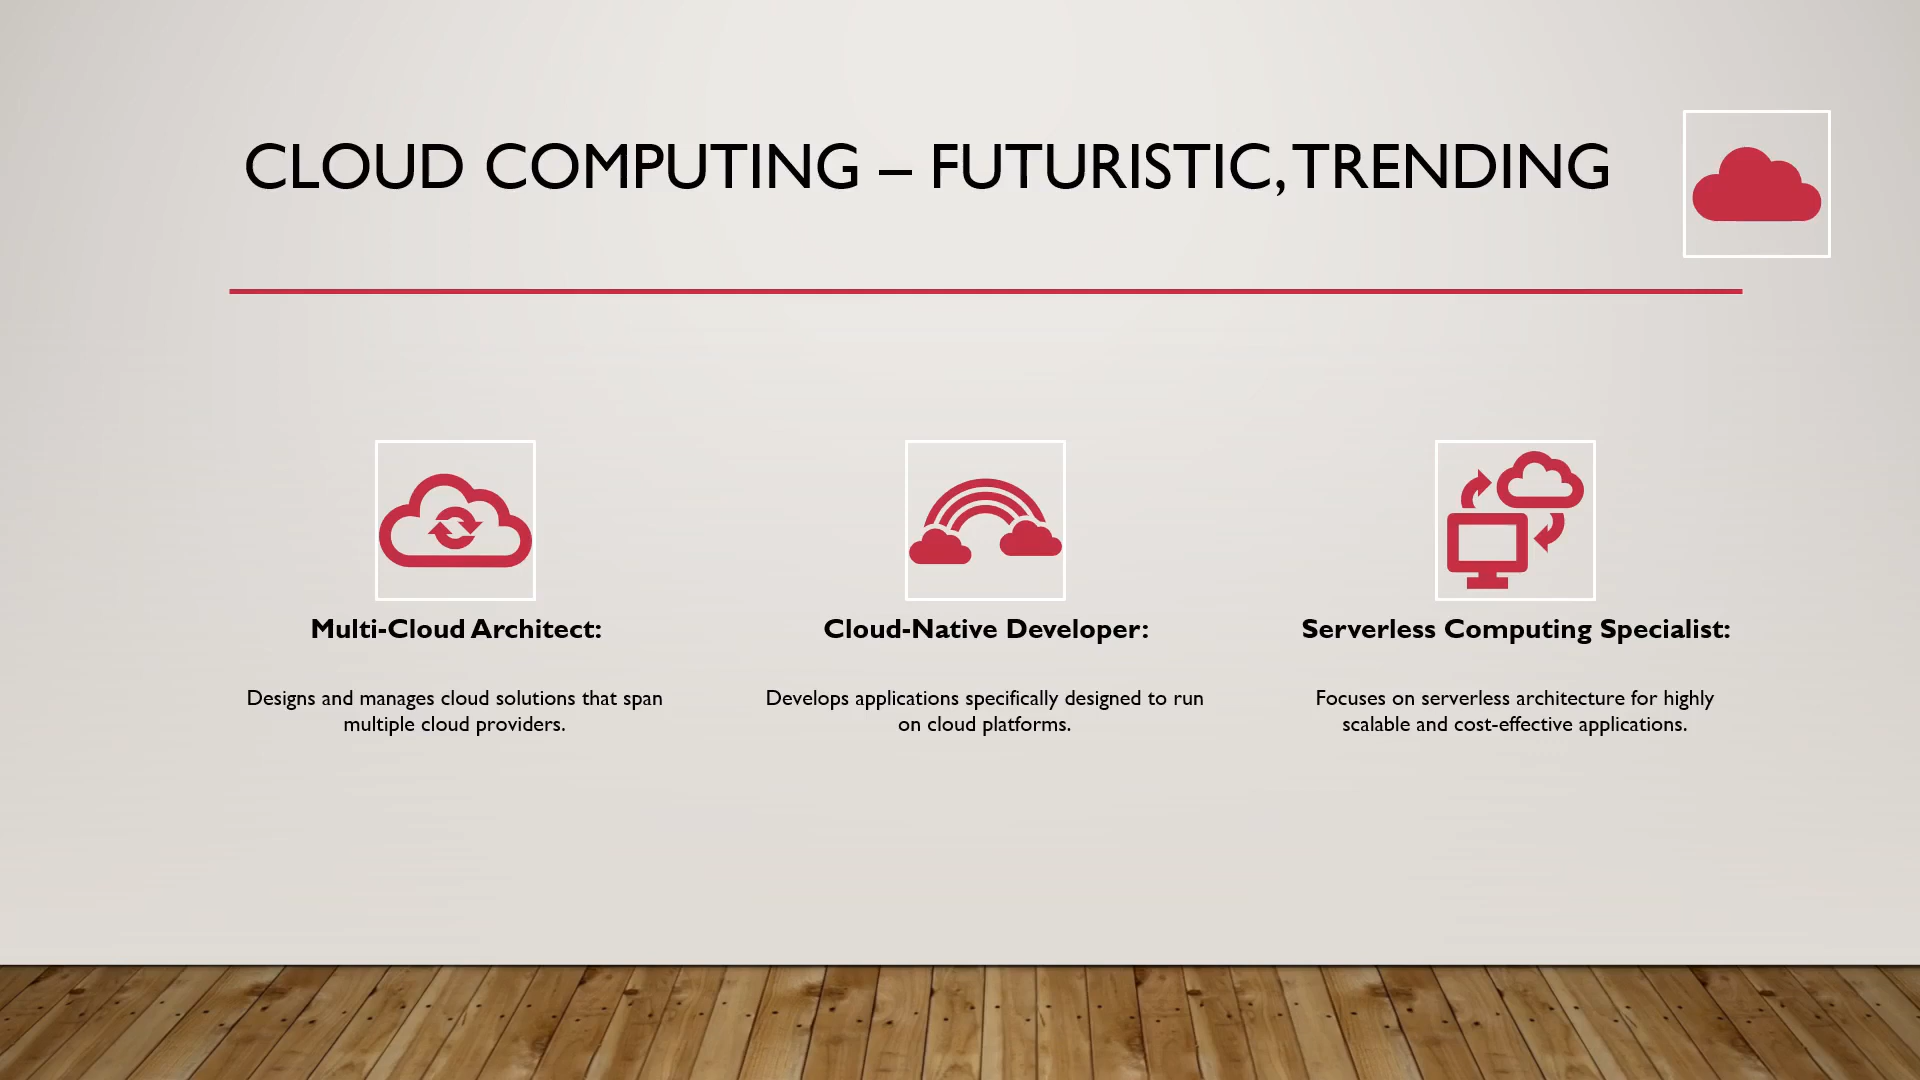 CLOUD COMPUTING – FUTURISTIC, TRENDING
Multi-Cloud Architect:
Designs and manages cloud solutions that span
multiple cloud providers.
Cloud-Native Developer:
Develops applications specifically designed to run
on cloud platforms.
Serverless Computing Specialist:
Focuses on serverless architecture for highly
scalable and cost-effective applications.